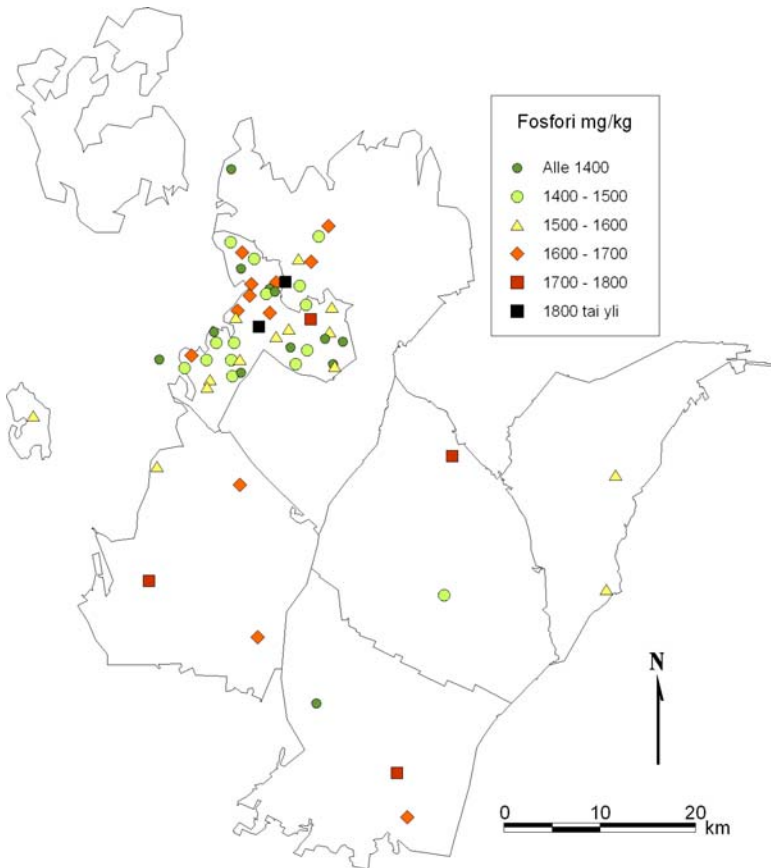 Fosfori mg/kg
Alle 1400
1400 - 1500
1500 - 1600
1600 - 1700
1700 - 1800
1800 tai yli
N
0 10 20
km